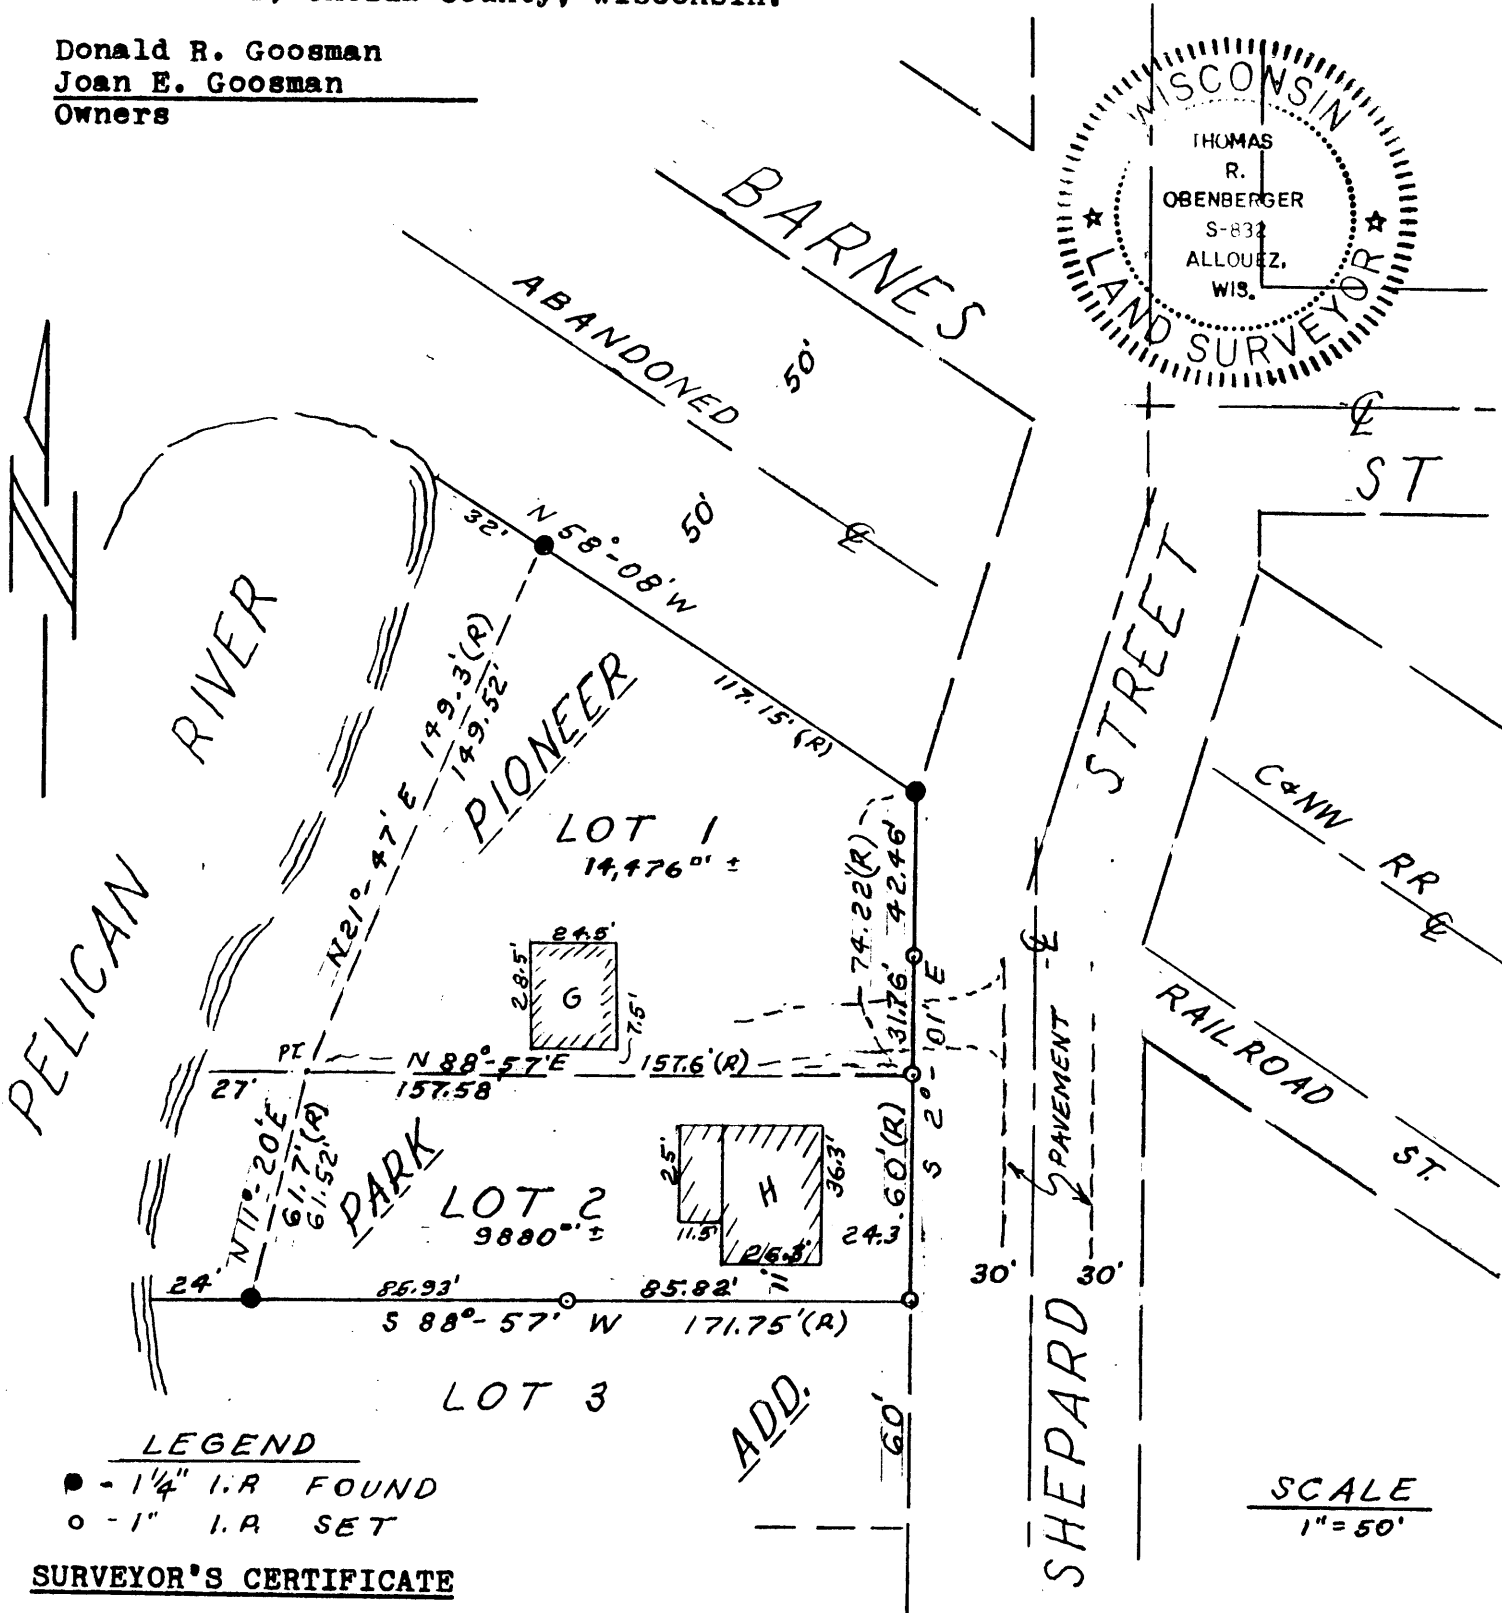 County, Wisconsin.
Donald R. Goosman
Joan E. Goosman
Owners
WISCONSIN
LAND SURVEYOR
THOMAS
R.
OBENBERGER
S-832
ALLOUEZ,
WIS.
BARNES
ABANDONED
50'
50'
℄
℄
ST
32'
N 58°-08' W
117.15' (R)
PELICAN RIVER
N 21°-47' E 149.3' (R)
149.52'
PIONEER
LOT 1
14,476□' ±
STREET
C&NW RR ℄
RAILROAD ST.
74.22' (R)
42.46'
31.76'
S 2°-01' E
℄
24.5'
28.5'
G
7.5'
PT.
N 88°-57' E 157.6' (R)
157.58'
27'
N 11°-20' E
61.7' (R)
61.52'
PARK
LOT 2
9880□' ±
25'
H
36.3'
11.5'
26.3'
24.3
11'
60' (R)
PAVEMENT
30'
30'
24'
86.93'
85.82'
S 88°-57' W 171.75' (R)
LOT 3
ADD.
60'
SHEPARD
LEGEND
● - 1¼" I.P. FOUND
○ - 1" I.P. SET
SCALE
1" = 50'
SURVEYOR'S CERTIFICATE